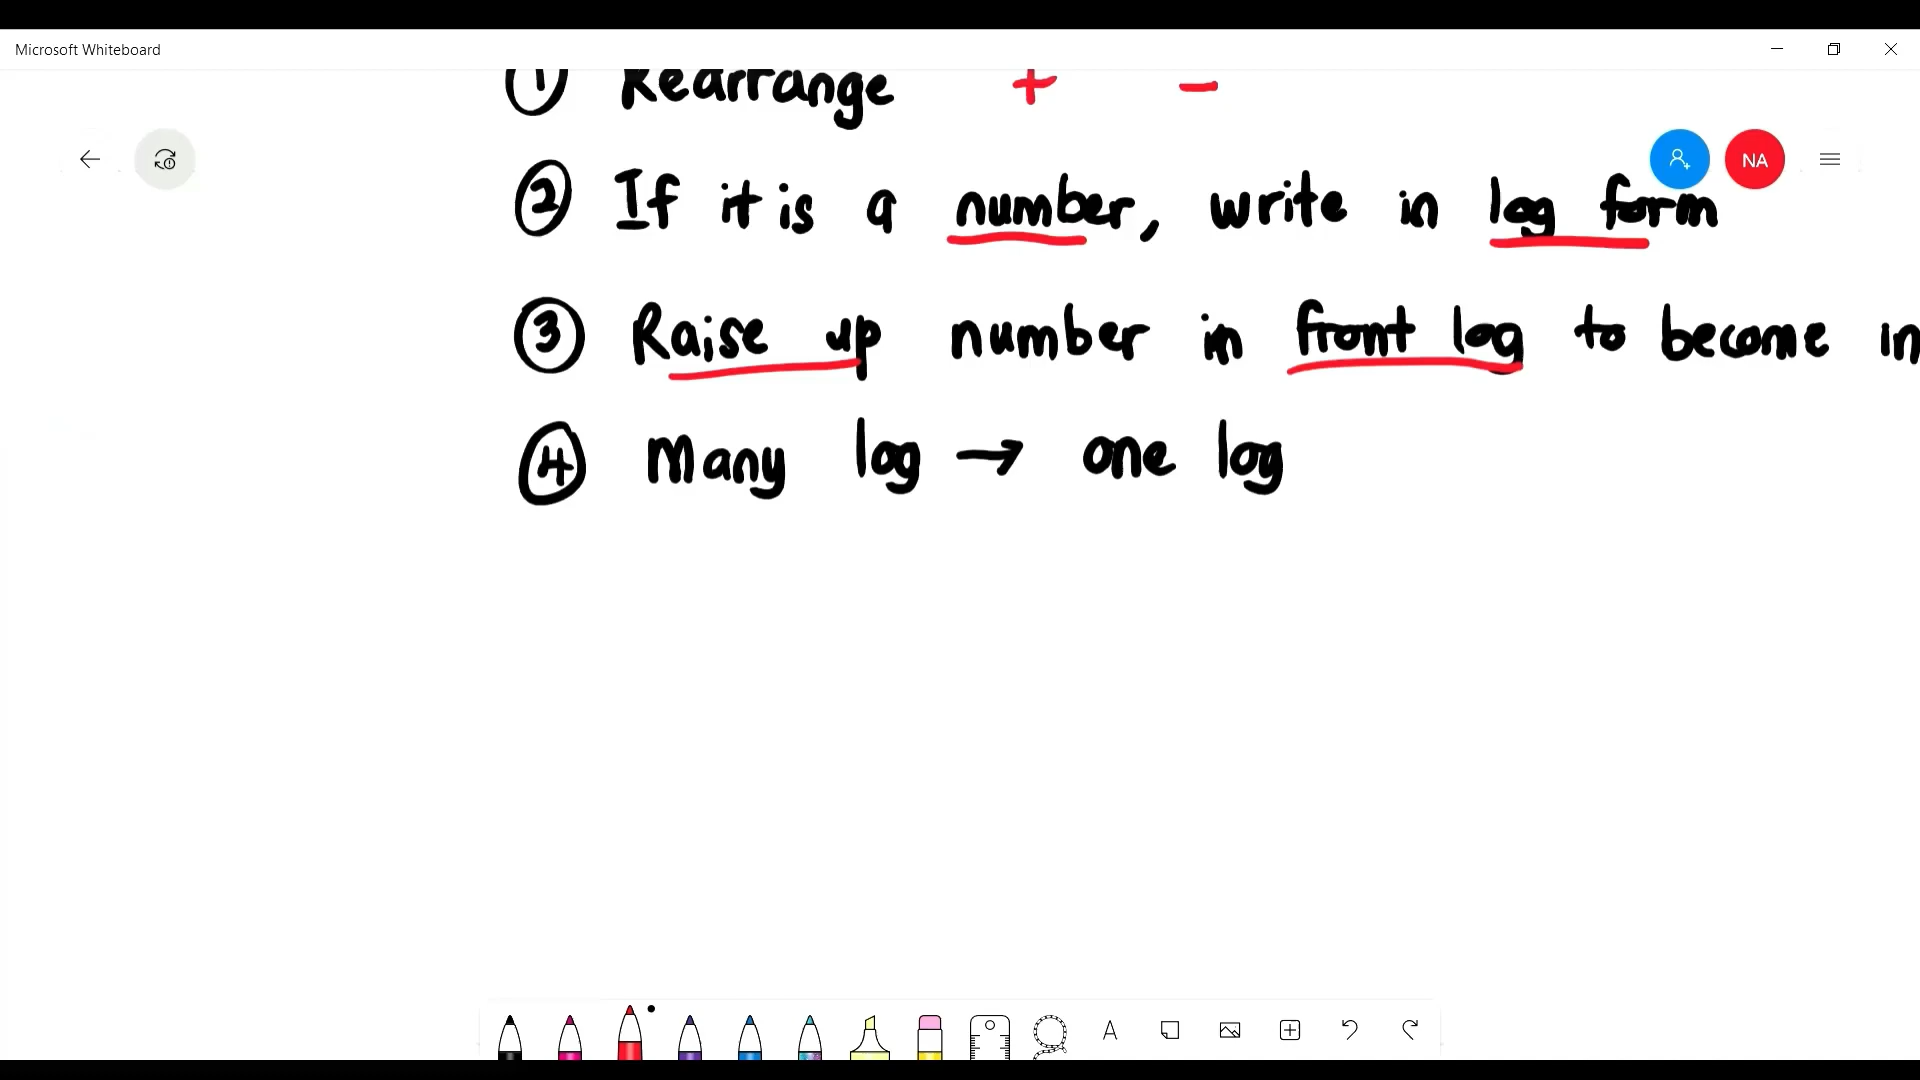 Microsoft Whiteboard
① Rearrange + -
NA
② If it is a number, write in log form
③ Raise up number in front log to become in
④ Many log → one log
A